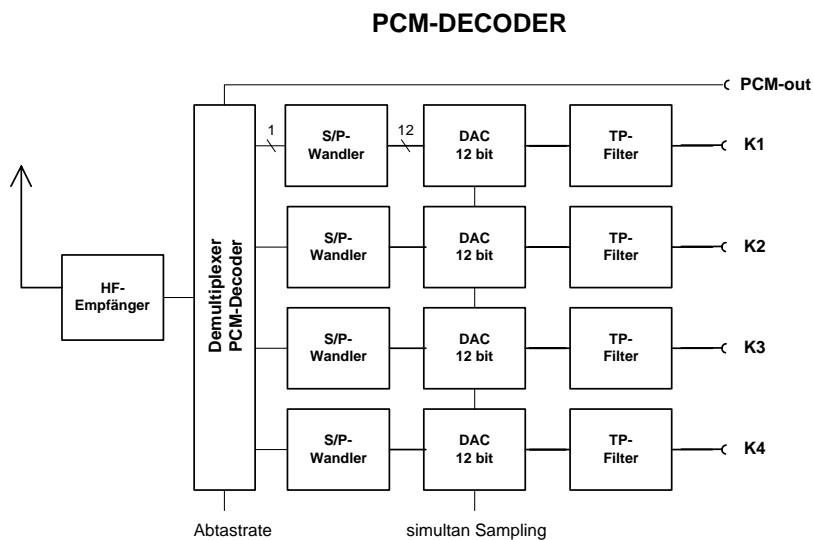 PCM-DECODER
PCM-out
1
S/P-
Wandler
12
DAC
12 bit
TP-
Filter
K1
S/P-
Wandler
DAC
12 bit
TP-
Filter
K2
HF-
Empfänger
Demultiplexer
PCM-Decoder
S/P-
Wandler
DAC
12 bit
TP-
Filter
K3
S/P-
Wandler
DAC
12 bit
TP-
Filter
K4
Abtastrate
simultan Sampling